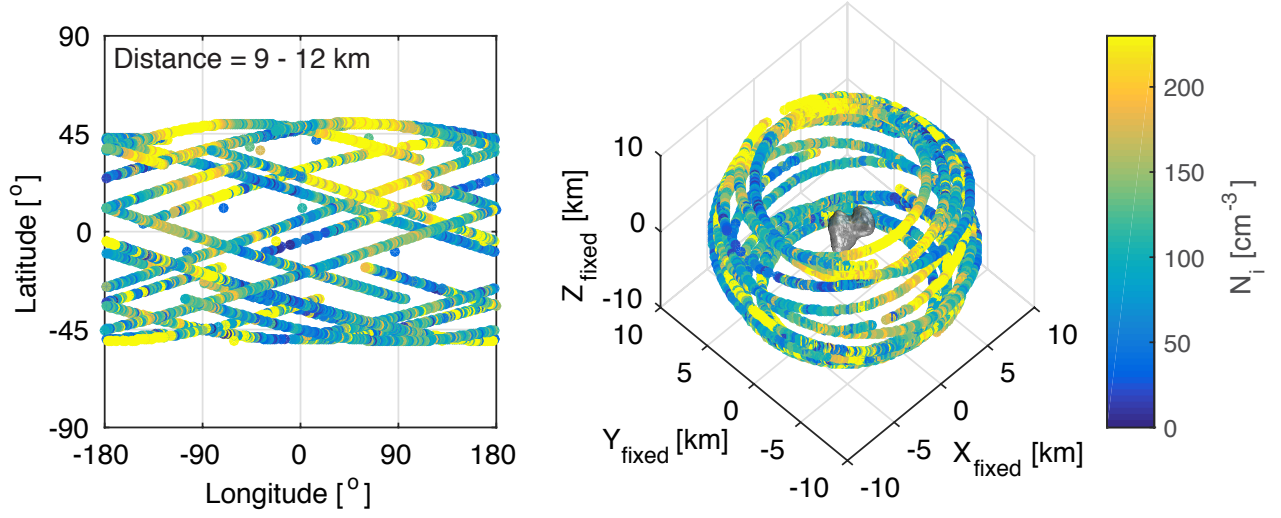 Distance = 9 - 12 km
90
45
0
-45
-90
Latitude [°]
-180 -90 0 90 180
Longitude [°]
10
0
-10
Z_fixed [km]
10
5
0
-5
-10
Y_fixed [km]
-10
-5
0
5
10
X_fixed [km]
200
150
100
50
0
N_i [cm^-3]